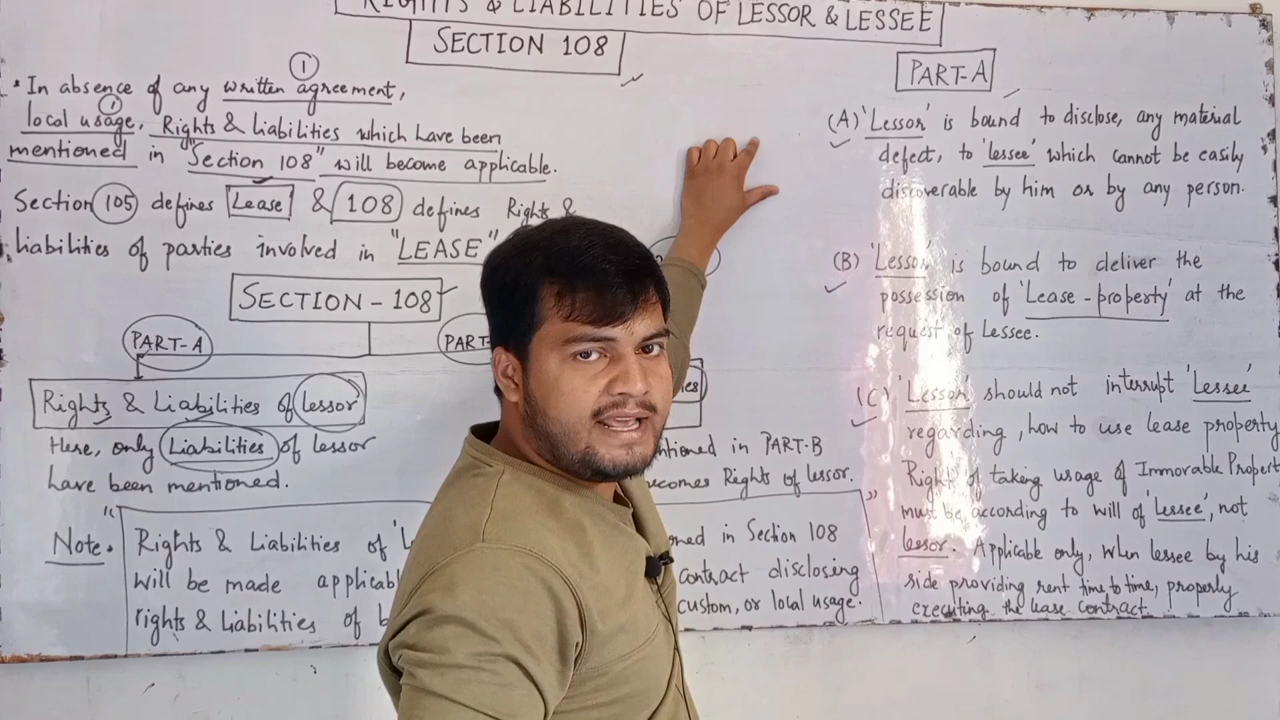 RIGHTS & LIABILITIES OF LESSOR & LESSEE
SECTION 108
①
* In absence of any written agreement,
①
local usage, Rights & Liabilities which have been
mentioned in "Section 108" will become applicable.
Section 105 defines Lease & 108 defines Rights &
liabilities of parties involved in "LEASE"
SECTION - 108
PART-A
PART-
Rights & Liabilities of lessor
Here, only Liabilities of lessor
have been mentioned.
ntioned in PART-B
ecomes Rights of lessor.
Note.
" Rights & Liabilities of 'L
ned in Section 108 "
will be made applicabl
contract disclosing
rights & Liabilities of b
custom, or local usage.
PART-A
(A) 'Lessor' is bound to disclose, any material
defect, to 'lessee' which cannot be easily
discoverable by him or by any person.
(B) 'Lessor' is bound to deliver the
possession of 'Lease-property' at the
request of Lessee.
(C) 'Lessor' should not interrupt 'Lessee'
regarding, how to use lease property
Right of taking usage of Immovable Propert
must be, according to will of 'lessee', not
lessor. Applicable only, when lessee by his
side providing rent time to time, properly
executing the lease contract